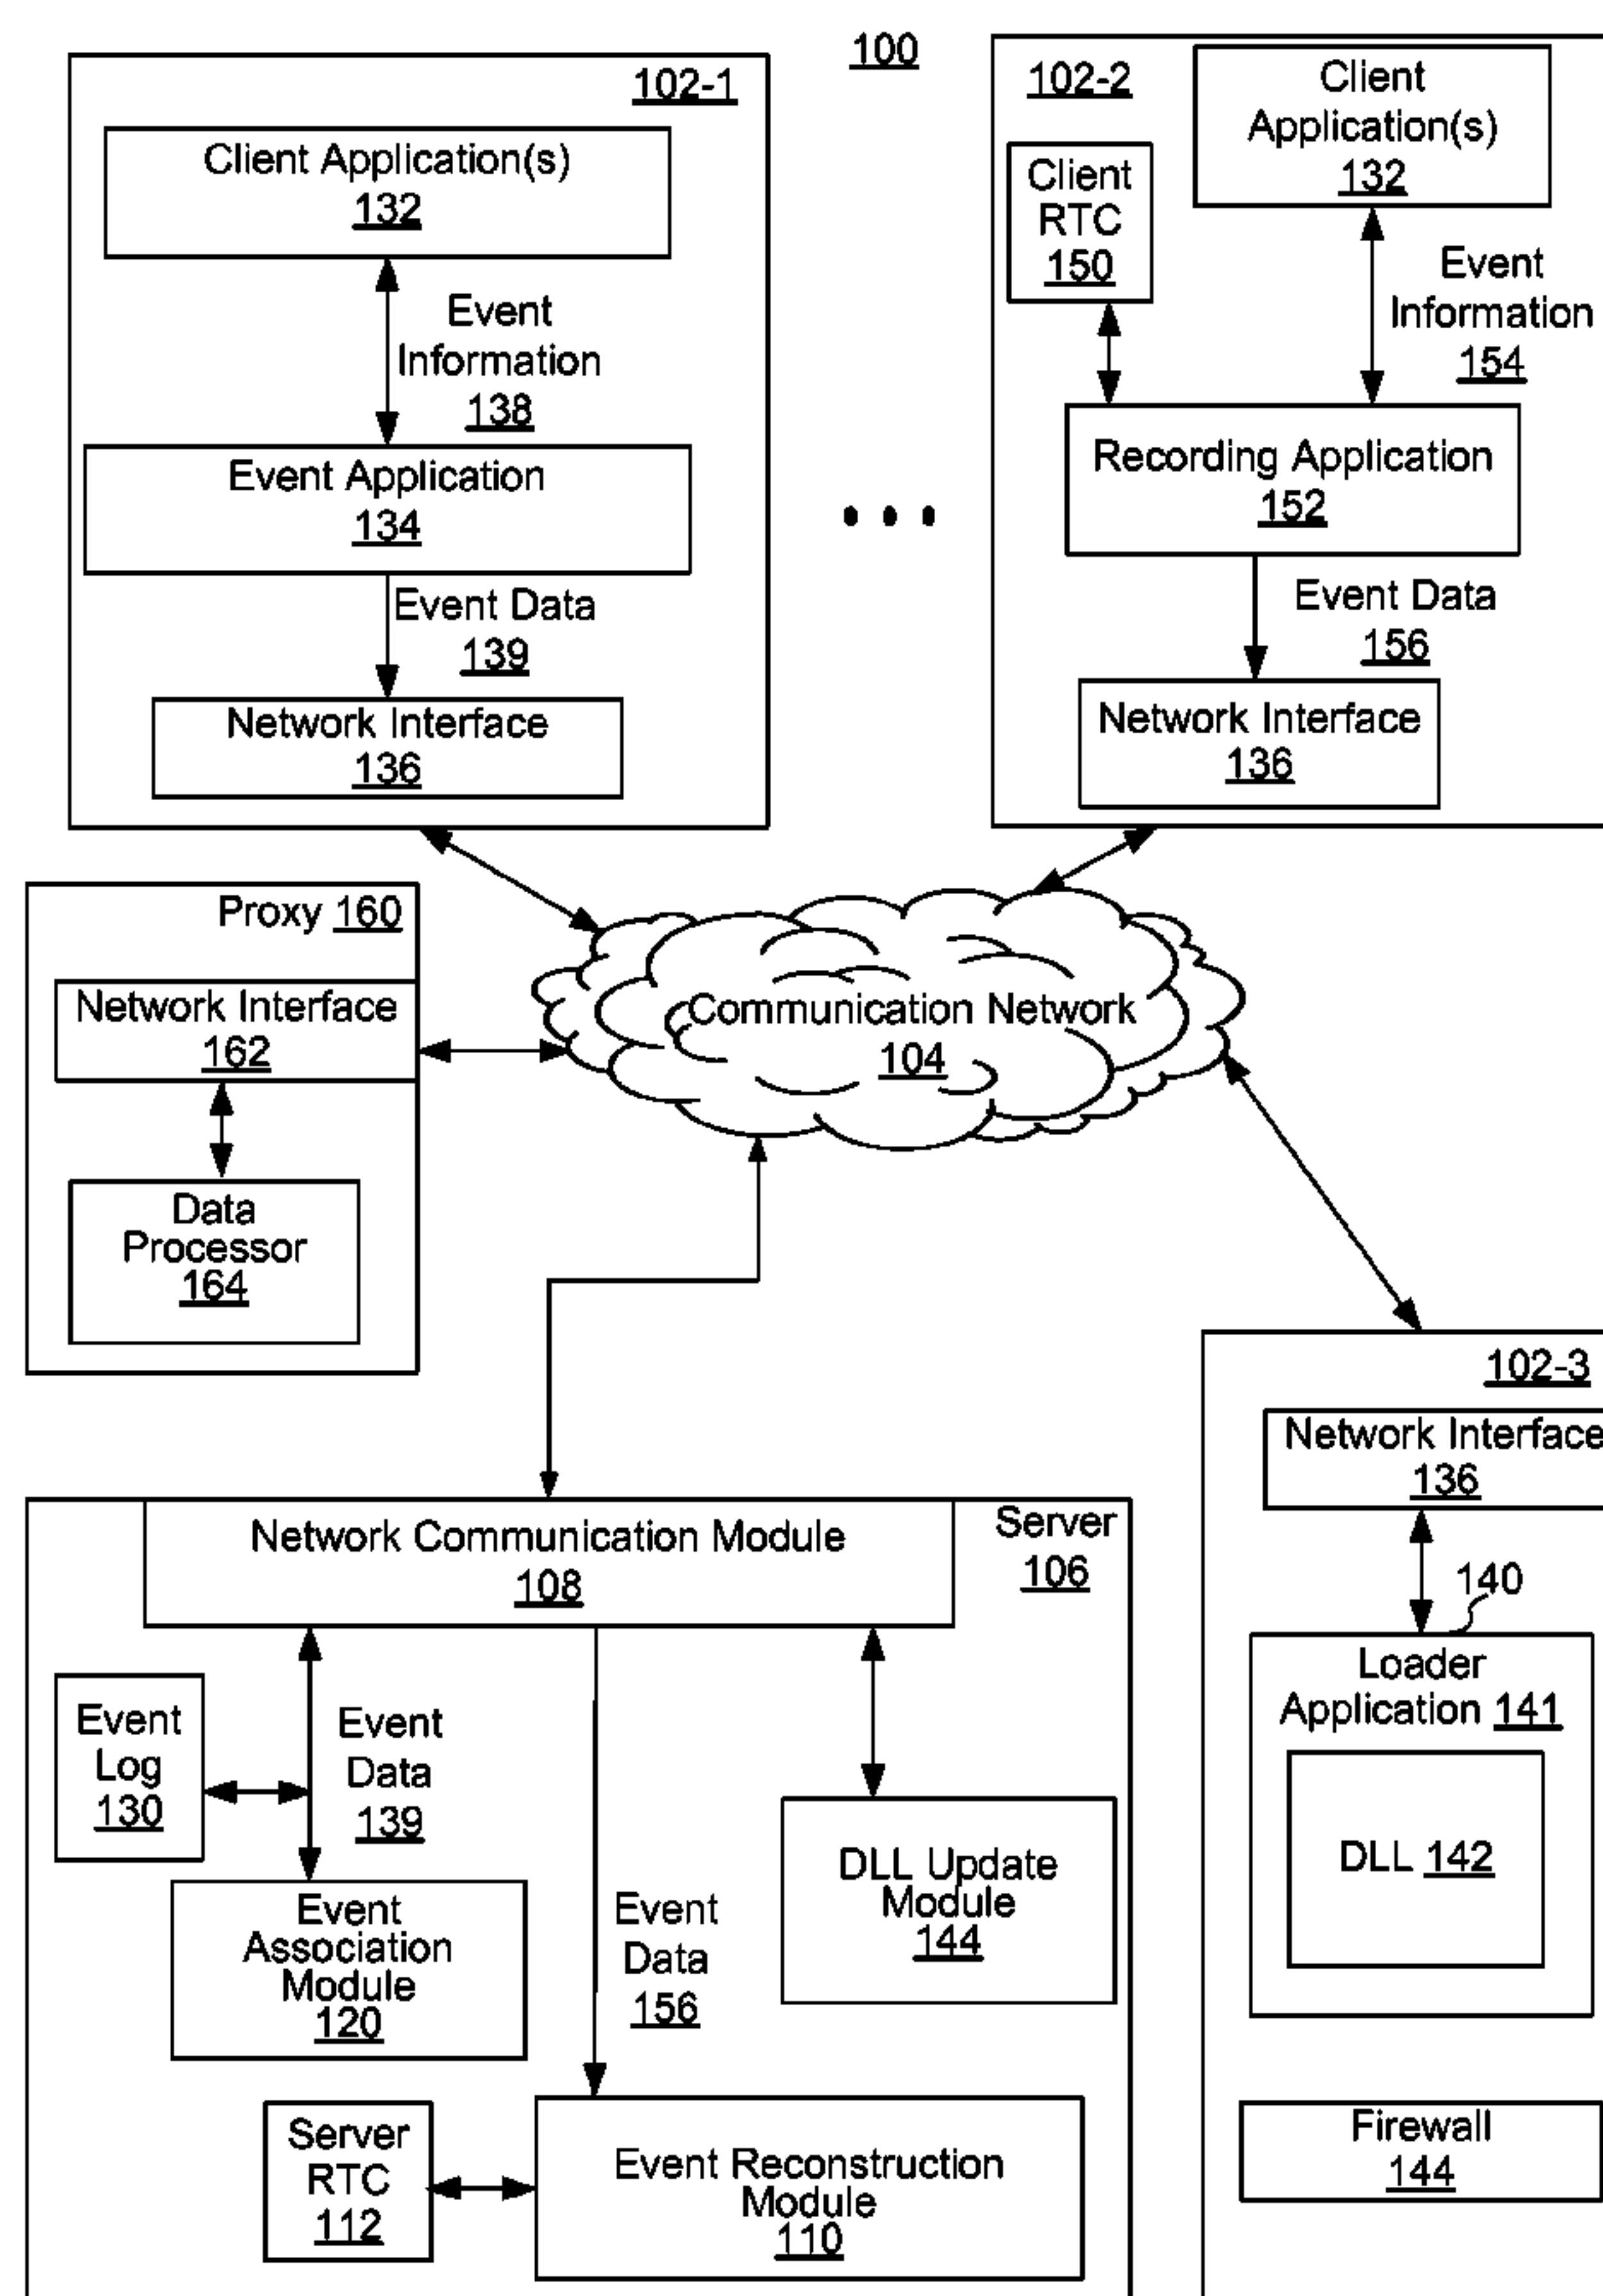 100
102-1
Client Application(s)
132
Event
Information
138
Event Application
134
Event Data
139
Network Interface
136
102-2
Client
Application(s)
132
Client
RTC
150
Event
Information
154
Recording Application
152
Event Data
156
Network Interface
136
Proxy 160
Network Interface
162
Data
Processor
164
Communication Network
104
102-3
Network Interface
136
140
Loader
Application 141
DLL 142
Firewall
144
Server
106
Network Communication Module
108
Event
Log
130
Event
Data
139
Event
Association
Module
120
Event
Data
156
DLL Update
Module
144
Server
RTC
112
Event Reconstruction
Module
110